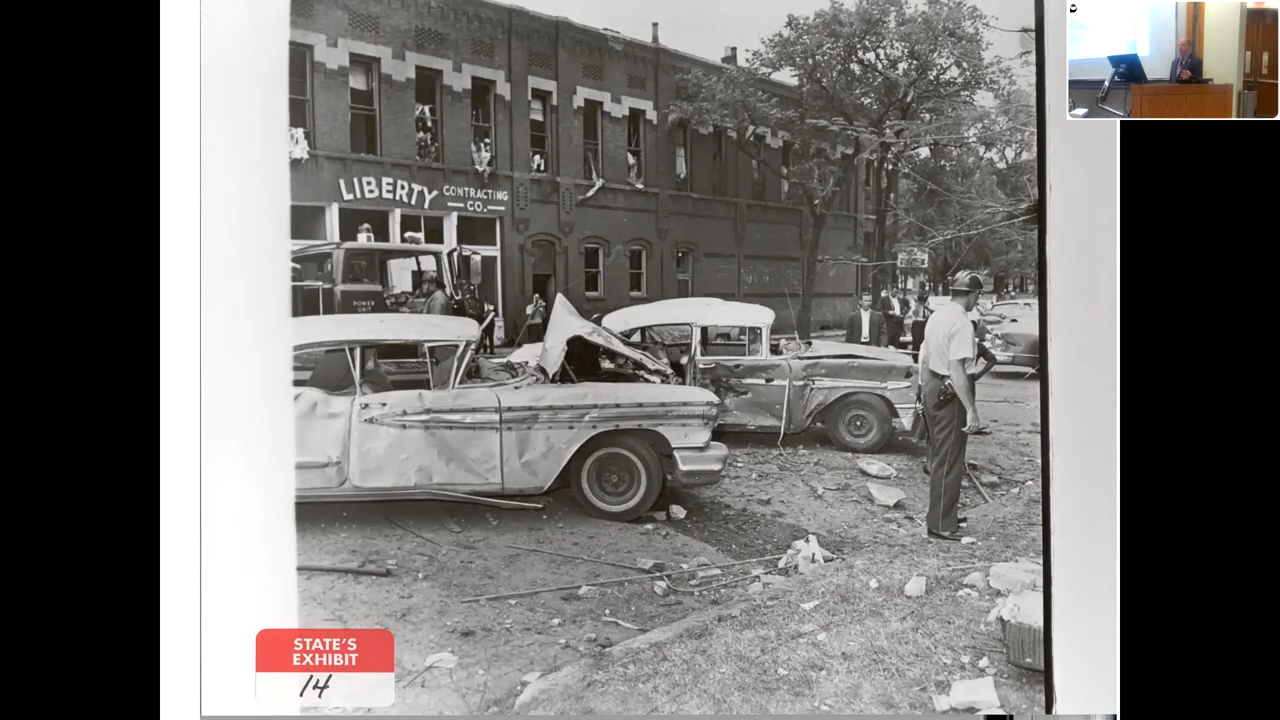 LIBERTY CONTRACTING
CO.
POWER
UNIT
STATE'S
EXHIBIT
14